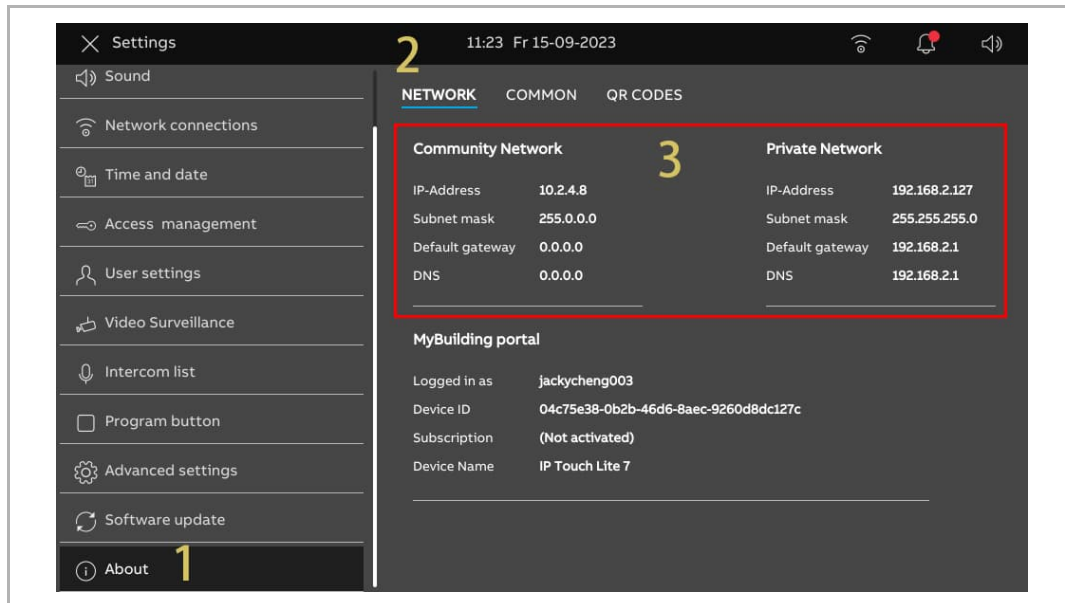 Settings
2
11:23 Fr 15-09-2023
Sound
Network connections
Time and date
Access management
User settings
Video Surveillance
Intercom list
Program button
Advanced settings
Software update
About
1
NETWORK COMMON QR CODES
3
Community Network
IP-Address 10.2.4.8
Subnet mask 255.0.0.0
Default gateway 0.0.0.0
DNS 0.0.0.0
Private Network
IP-Address 192.168.2.127
Subnet mask 255.255.255.0
Default gateway 192.168.2.1
DNS 192.168.2.1
MyBuilding portal
Logged in as jackycheng003
Device ID 04c75e38-0b2b-46d6-8aec-9260d8dc127c
Subscription (Not activated)
Device Name IP Touch Lite 7